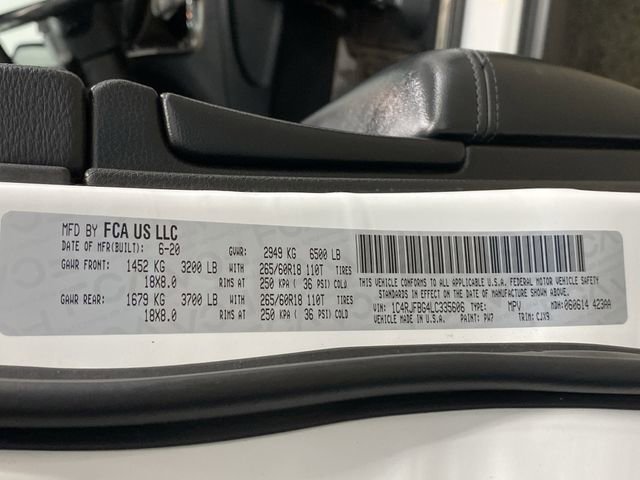 MFD BY FCA US LLC
DATE OF MFR(BUILT): 6-20 GVWR: 2949 KG 6500 LB
GAWR FRONT: 1452 KG 3200 LB WITH 265/60R18 110T TIRES
18X8.0 RIMS AT 250 KPA ( 36 PSI) COLD
GAWR REAR: 1679 KG 3700 LB WITH 265/60R18 110T TIRES
18X8.0 RIMS AT 250 KPA ( 36 PSI) COLD
THIS VEHICLE CONFORMS TO ALL APPLICABLE U.S.A. FEDERAL MOTOR VEHICLE SAFETY
STANDARDS IN EFFECT ON THE DATE OF MANUFACTURE SHOWN ABOVE.
VIN: 1C4RJFBG4LC335606 TYPE: MPV MDH: 060614 423AA
VEHICLE MADE IN U.S.A. PAINT: PW7 TRIM: CJX9